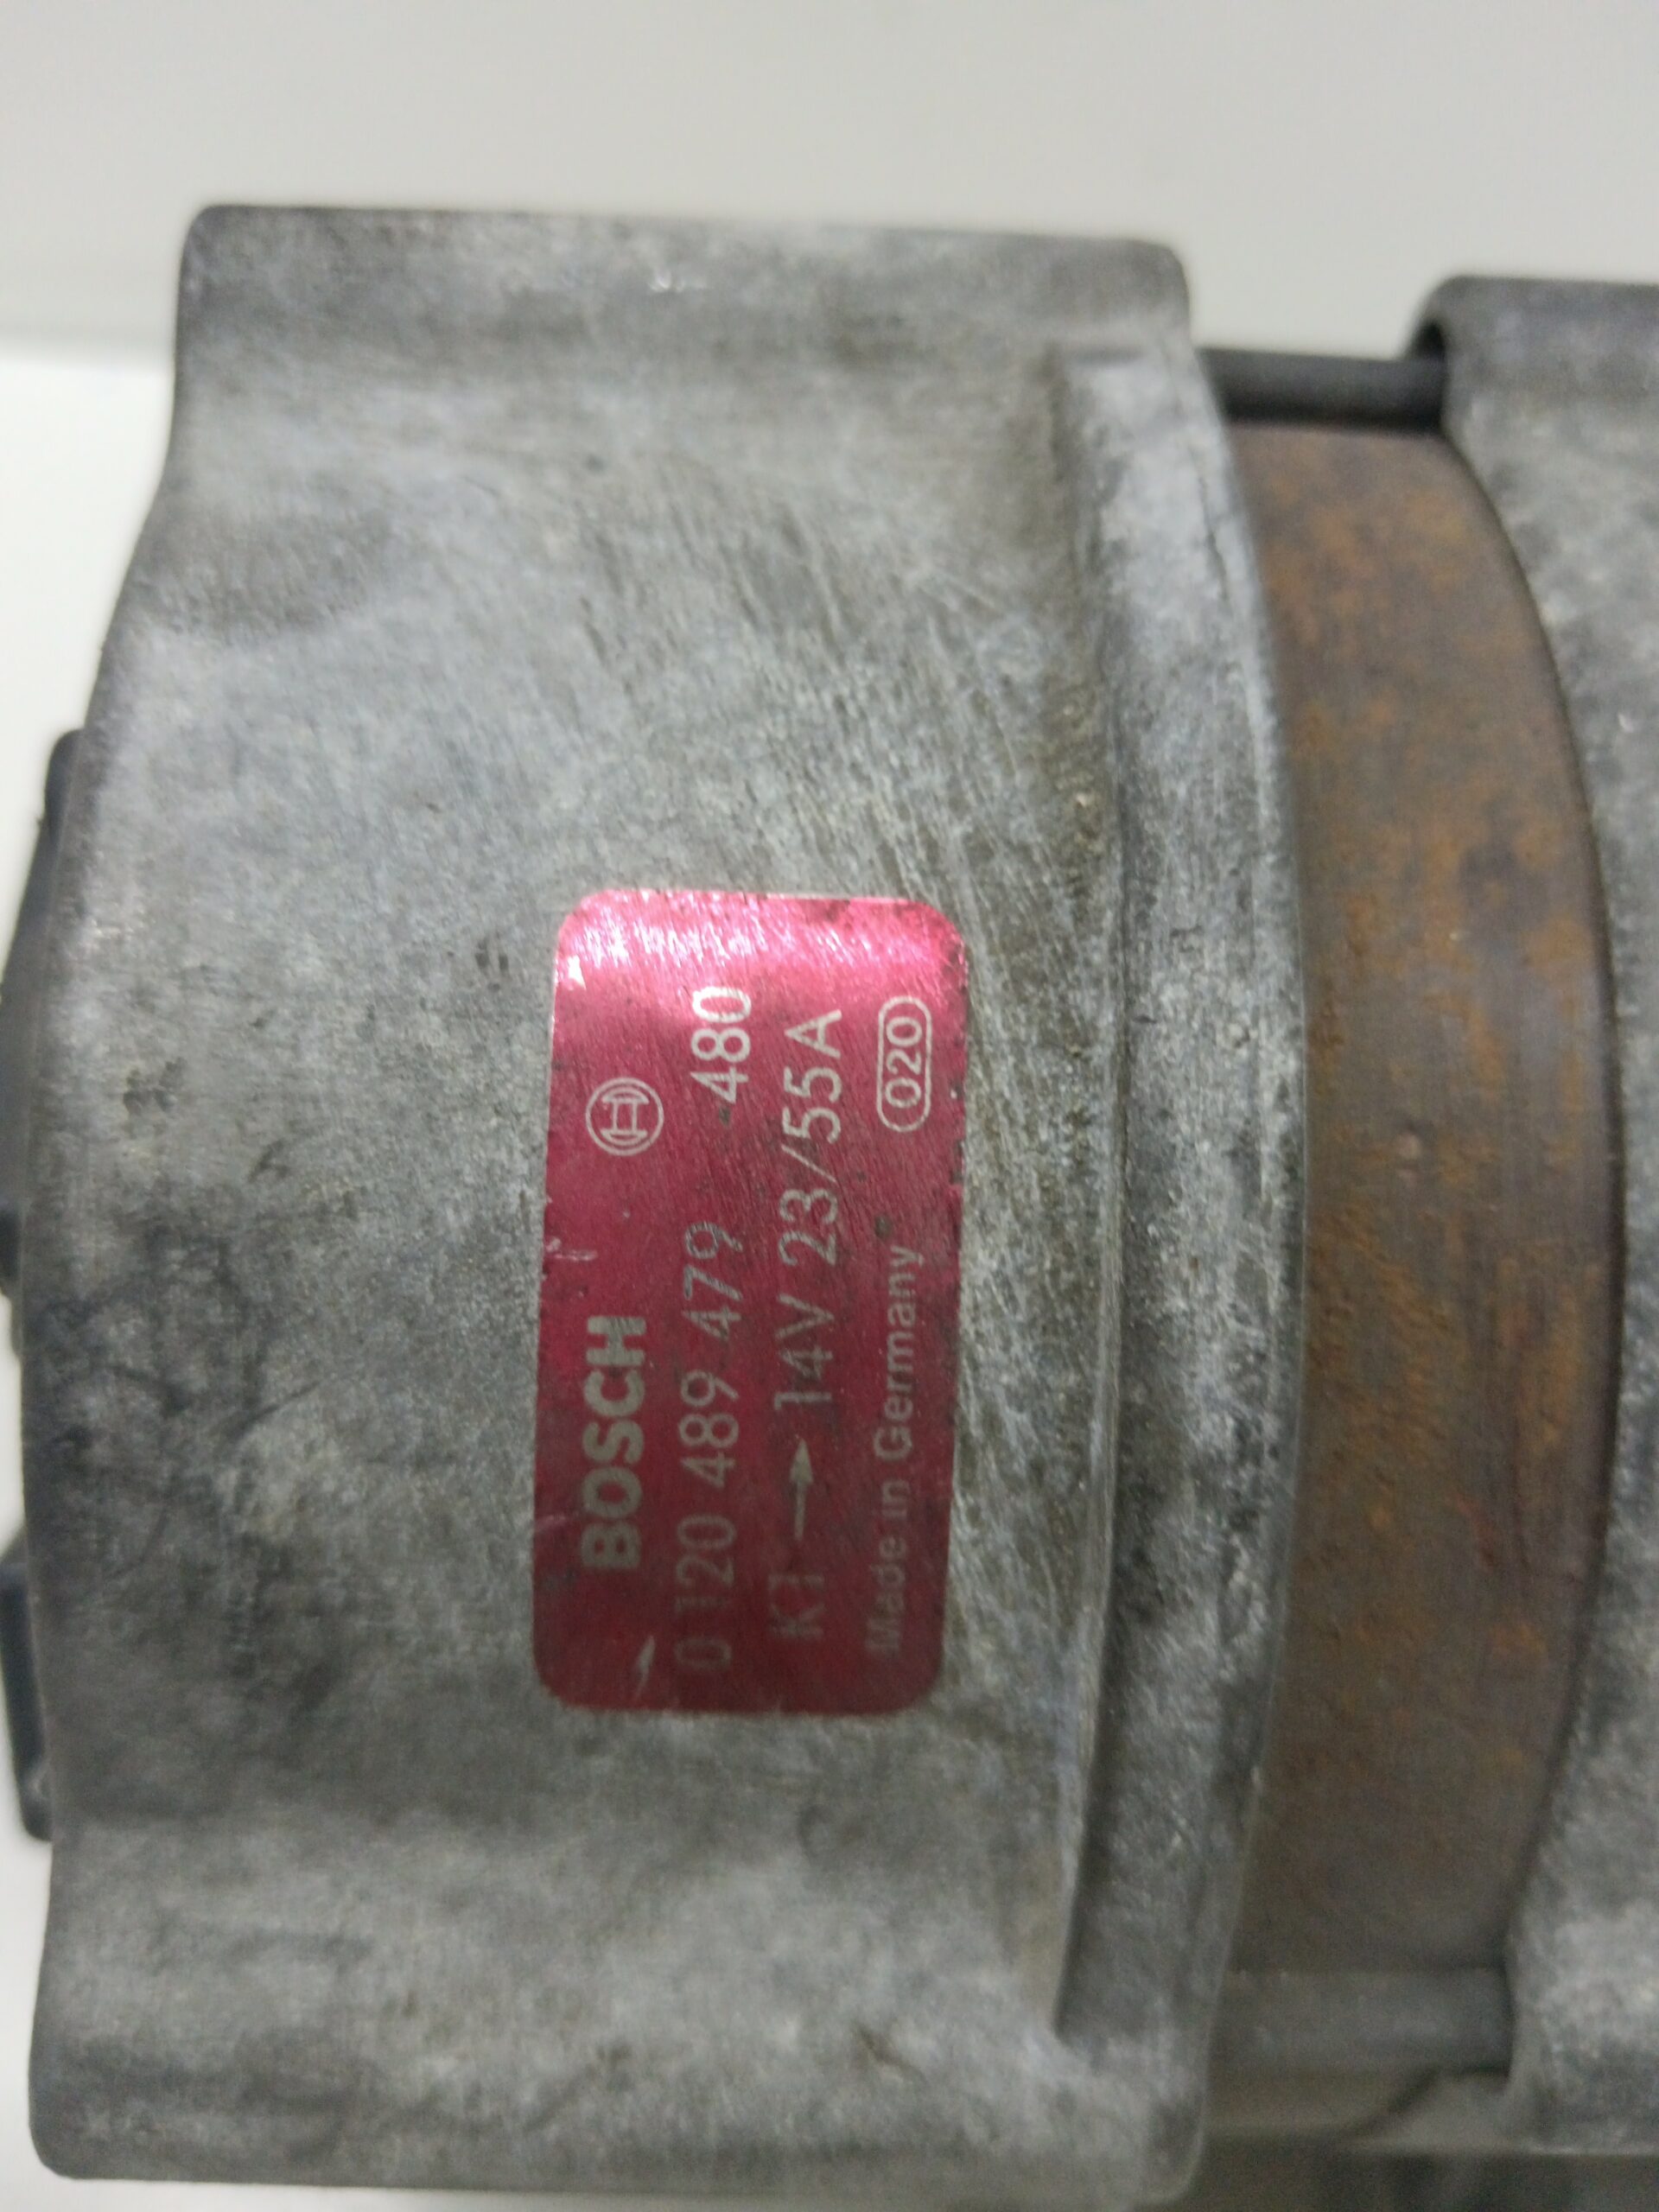 BOSCH
0 120 489 479 480
K1 → 14V 23/55A
Made in Germany 020